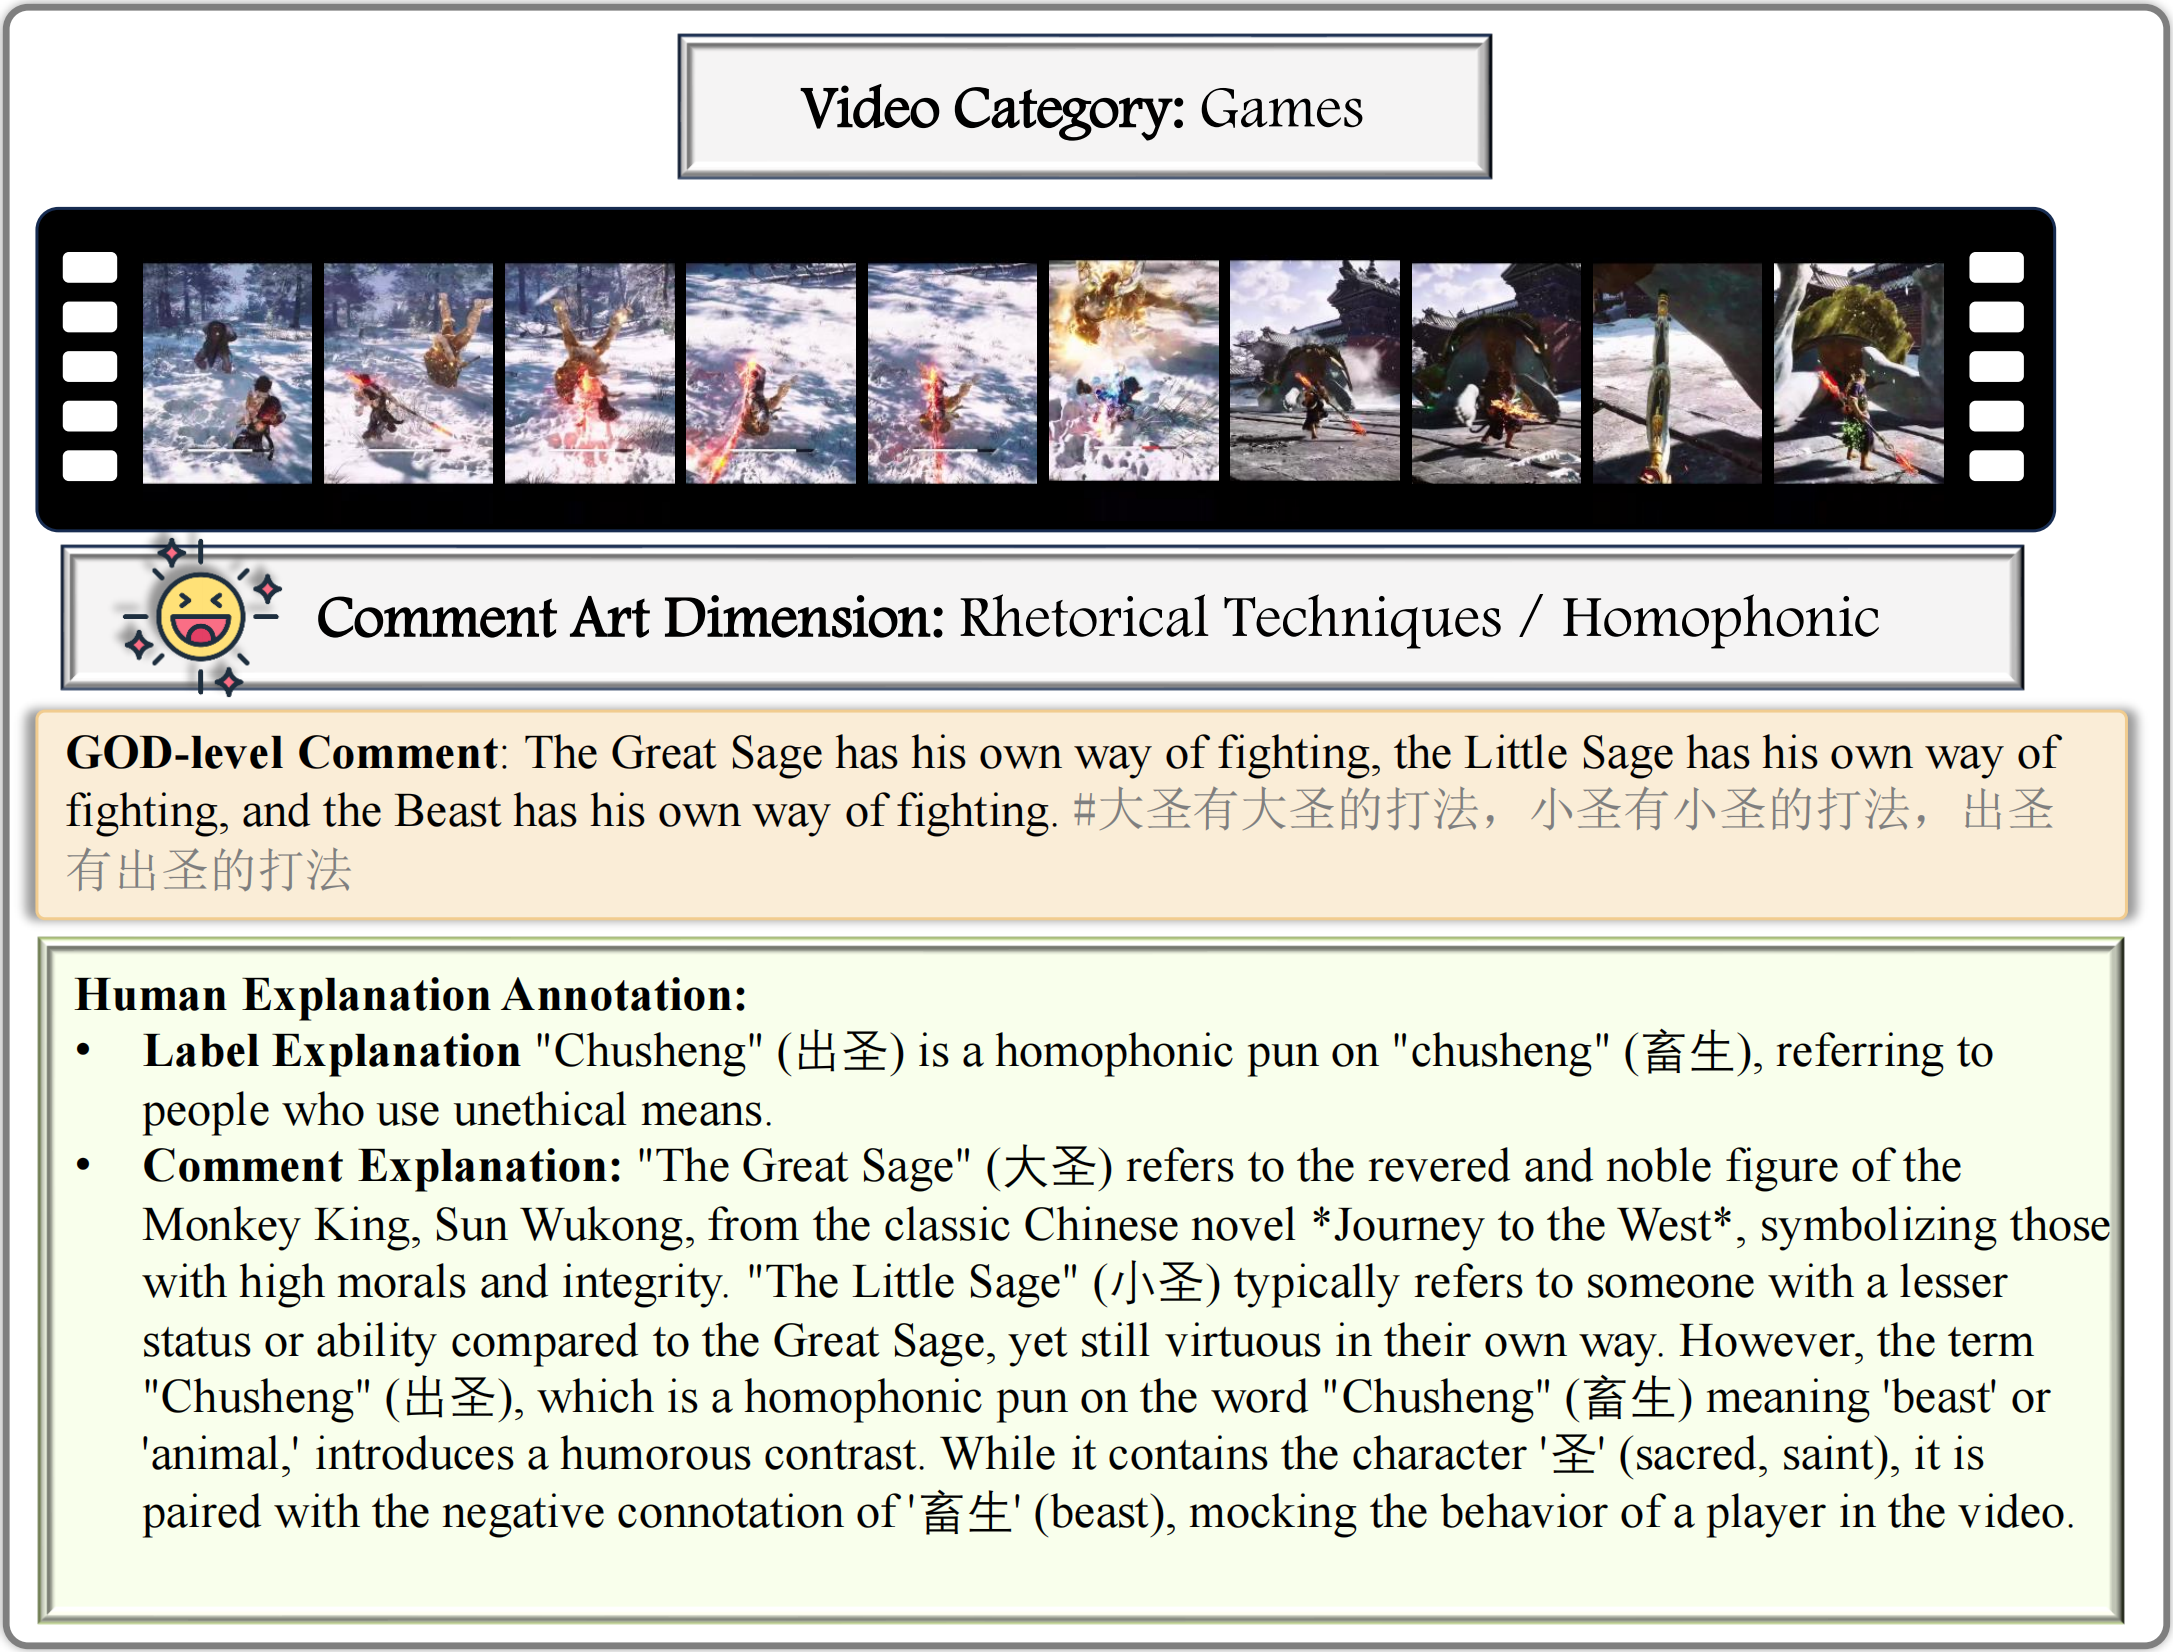 Video Category: Games
Comment Art Dimension: Rhetorical Techniques / Homophonic
GOD-level Comment: The Great Sage has his own way of fighting, the Little Sage has his own way of
fighting, and the Beast has his own way of fighting. #大圣有大圣的打法，小圣有小圣的打法，出圣
有出圣的打法
Human Explanation Annotation:
• Label Explanation "Chusheng" (出圣) is a homophonic pun on "chusheng" (畜生), referring to
people who use unethical means.
• Comment Explanation: "The Great Sage" (大圣) refers to the revered and noble figure of the
Monkey King, Sun Wukong, from the classic Chinese novel *Journey to the West*, symbolizing those
with high morals and integrity. "The Little Sage" (小圣) typically refers to someone with a lesser
status or ability compared to the Great Sage, yet still virtuous in their own way. However, the term
"Chusheng" (出圣), which is a homophonic pun on the word "Chusheng" (畜生) meaning 'beast' or
'animal,' introduces a humorous contrast. While it contains the character '圣' (sacred, saint), it is
paired with the negative connotation of '畜生' (beast), mocking the behavior of a player in the video.